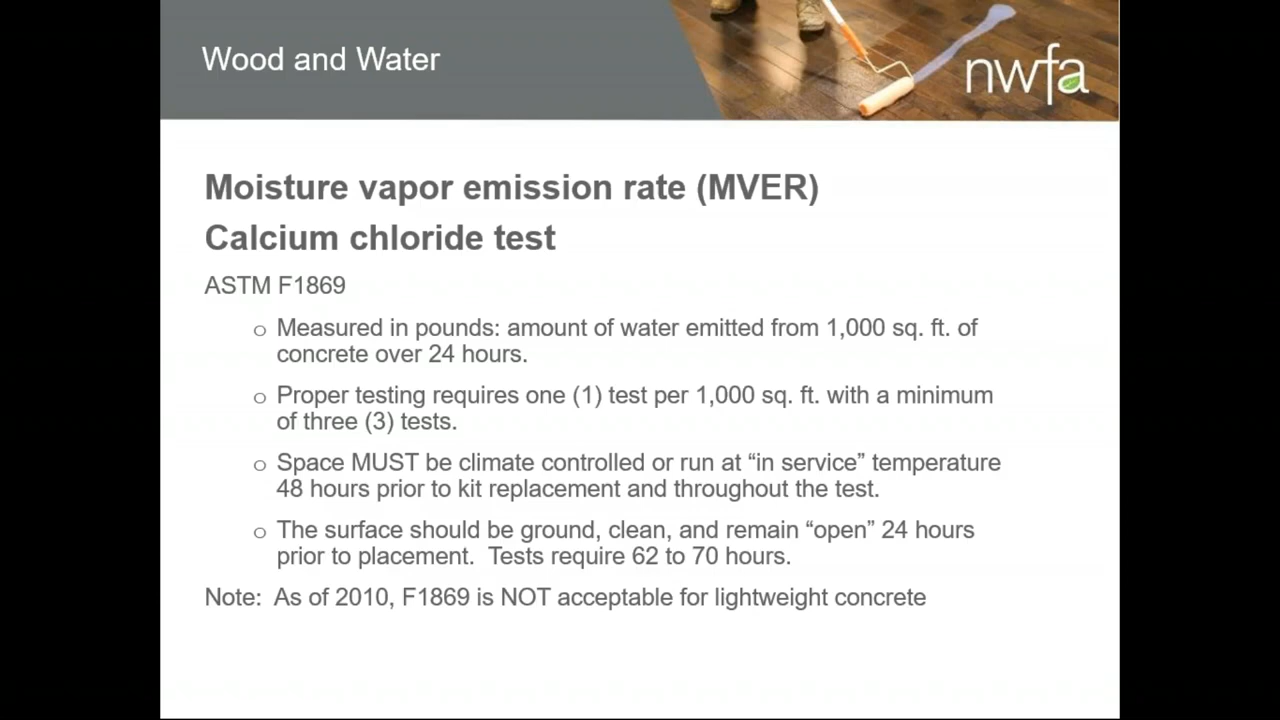 Wood and Water
nwfa
Moisture vapor emission rate (MVER)
Calcium chloride test
ASTM F1869
o Measured in pounds: amount of water emitted from 1,000 sq. ft. of
concrete over 24 hours.
o Proper testing requires one (1) test per 1,000 sq. ft. with a minimum
of three (3) tests.
o Space MUST be climate controlled or run at “in service” temperature
48 hours prior to kit replacement and throughout the test.
o The surface should be ground, clean, and remain “open” 24 hours
prior to placement.  Tests require 62 to 70 hours.
Note:  As of 2010, F1869 is NOT acceptable for lightweight concrete